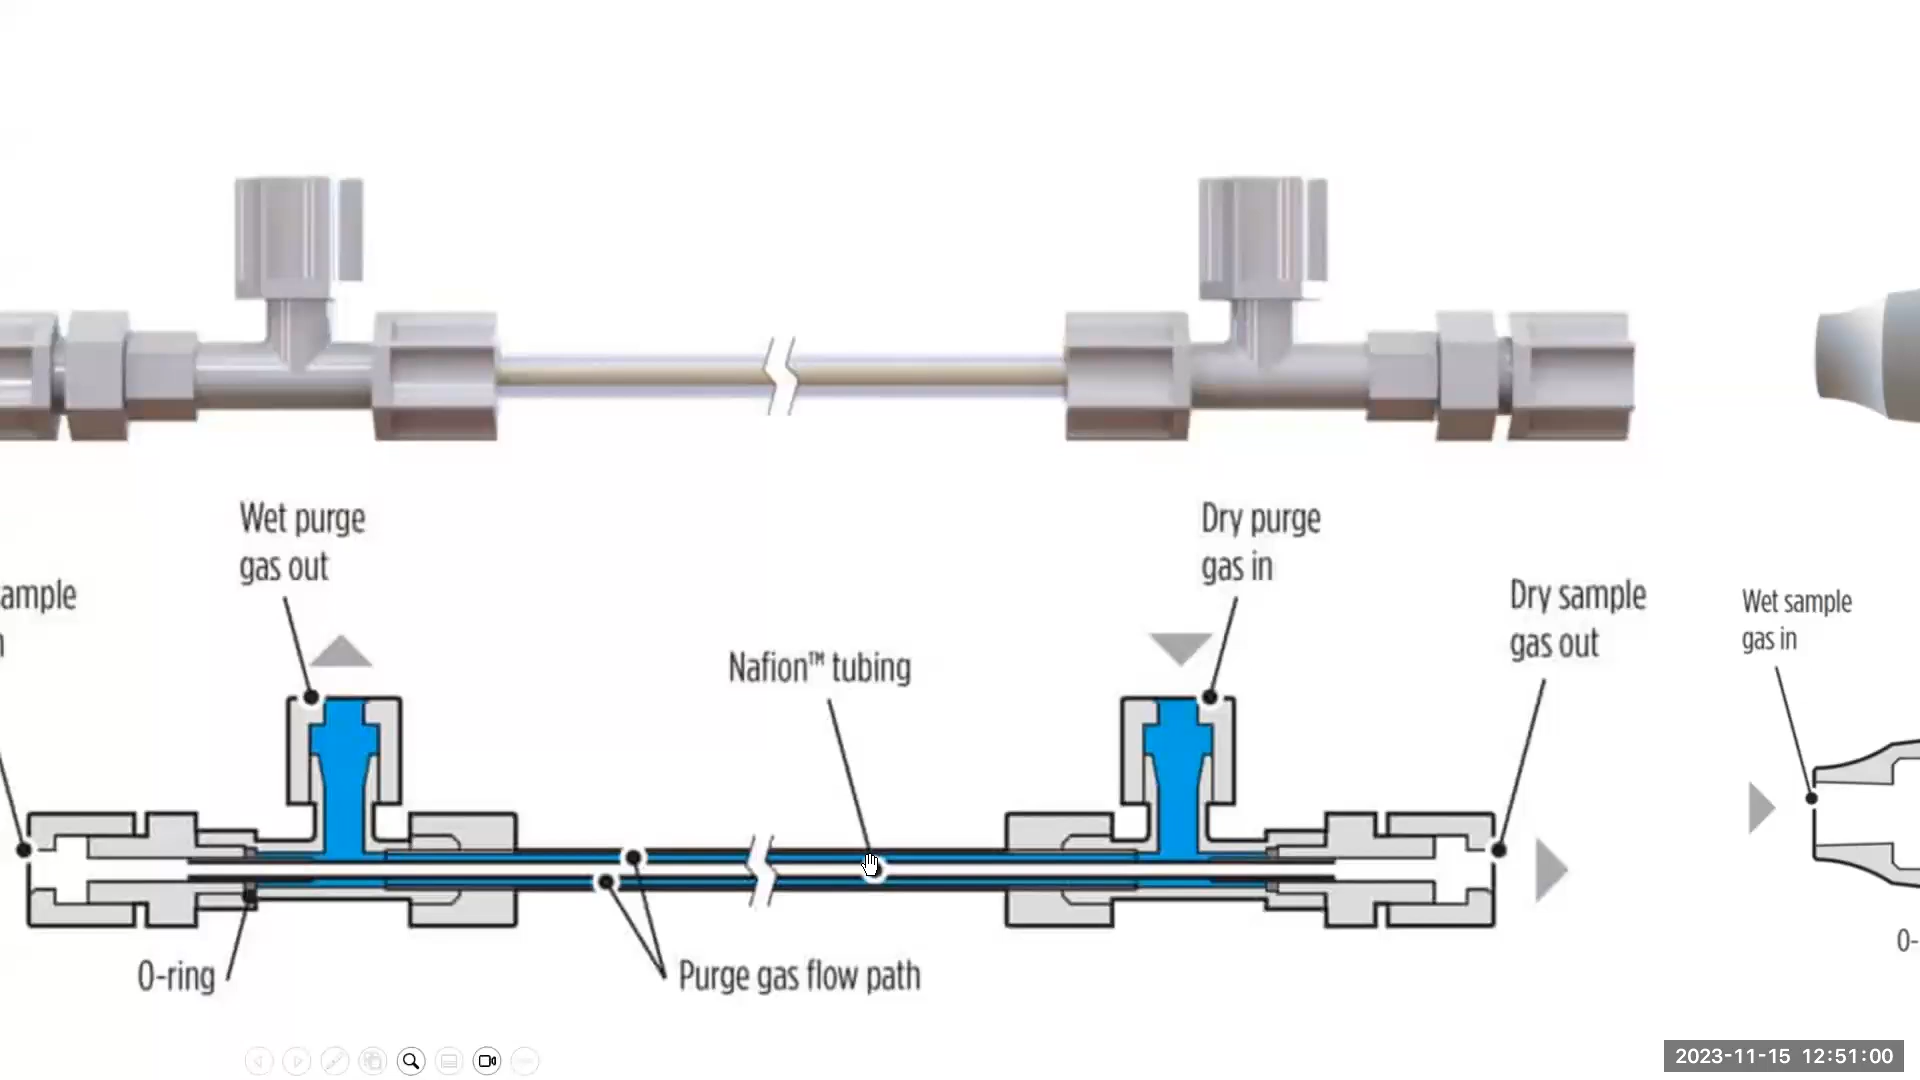 Wet purge
gas out
Dry purge
gas in
ample
Dry sample
gas out
Wet sample
gas in
Nafion™ tubing
O-ring
Purge gas flow path
O-
2023-11-15 12:51:00